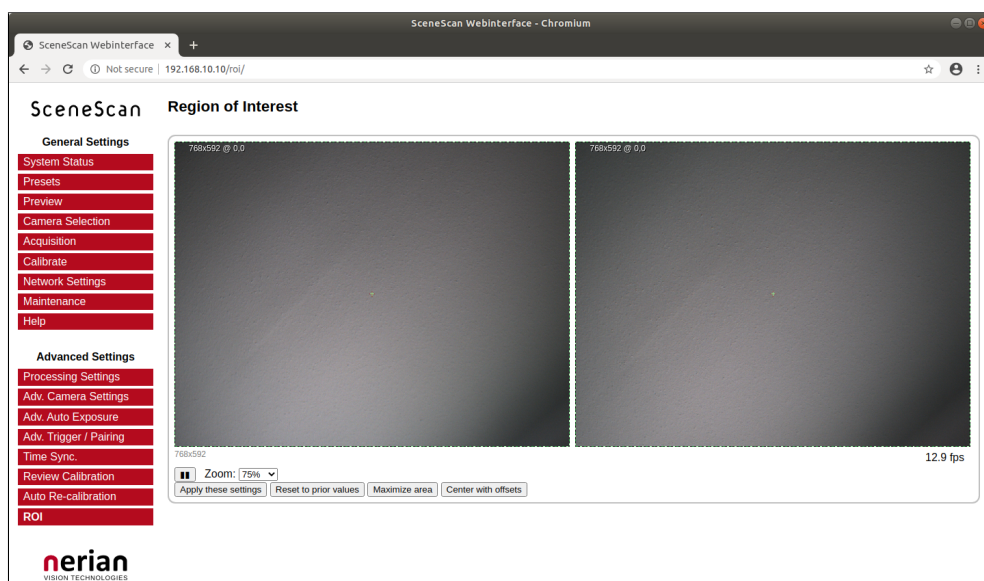 SceneScan Webinterface - Chromium
SceneScan Webinterface × +
Not secure | 192.168.10.10/roi/
SceneScan
Region of Interest
General Settings
System Status
Presets
Preview
Camera Selection
Acquisition
Calibrate
Network Settings
Maintenance
Help
Advanced Settings
Processing Settings
Adv. Camera Settings
Adv. Auto Exposure
Adv. Trigger / Pairing
Time Sync.
Review Calibration
Auto Re-calibration
ROI
nerian
VISION TECHNOLOGIES
768x592 @ 0,0
768x592 @ 0,0
768x592
12.9 fps
Zoom: 75%
Apply these settings Reset to prior values Maximize area Center with offsets